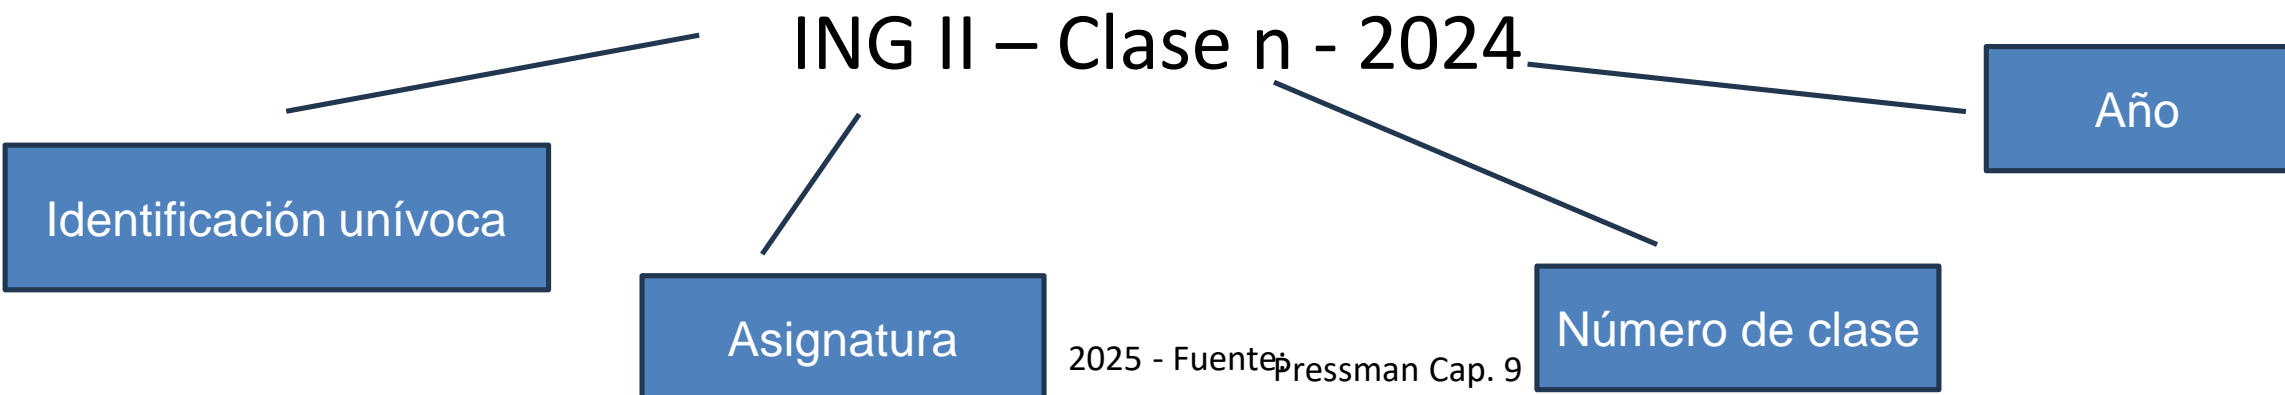 ING II – Clase n - 2024
Año
Identificación unívoca
Asignatura
Número de clase
2025 - Fuente:
Pressman Cap. 9